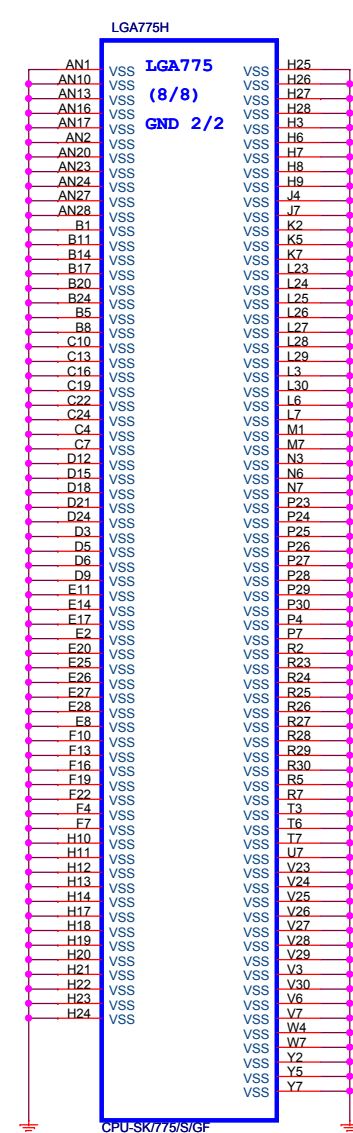 LGA775H
LGA775
(8/8)
GND 2/2
AN1 VSS VSS H25
AN10 VSS VSS H26
AN13 VSS VSS H27
AN16 VSS VSS H28
AN17 VSS VSS H3
AN2 VSS VSS H6
AN20 VSS VSS H7
AN23 VSS VSS H8
AN24 VSS VSS H9
AN27 VSS VSS J4
AN28 VSS VSS J7
B1 VSS VSS K2
B11 VSS VSS K5
B14 VSS VSS K7
B17 VSS VSS L23
B20 VSS VSS L24
B24 VSS VSS L25
B5 VSS VSS L26
B8 VSS VSS L27
C10 VSS VSS L28
C13 VSS VSS L29
C16 VSS VSS L3
C19 VSS VSS L30
C22 VSS VSS L6
C24 VSS VSS L7
C4 VSS VSS M1
C7 VSS VSS M7
D12 VSS VSS N3
D15 VSS VSS N6
D18 VSS VSS N7
D21 VSS VSS P23
D24 VSS VSS P24
D3 VSS VSS P25
D5 VSS VSS P26
D6 VSS VSS P27
D9 VSS VSS P28
E11 VSS VSS P29
E14 VSS VSS P30
E17 VSS VSS P4
E2 VSS VSS P7
E20 VSS VSS R2
E25 VSS VSS R23
E26 VSS VSS R24
E27 VSS VSS R25
E28 VSS VSS R26
E8 VSS VSS R27
F10 VSS VSS R28
F13 VSS VSS R29
F16 VSS VSS R30
F19 VSS VSS R5
F22 VSS VSS R7
F4 VSS VSS T3
F7 VSS VSS T6
H10 VSS VSS T7
H11 VSS VSS U7
H12 VSS VSS V23
H13 VSS VSS V24
H14 VSS VSS V25
H17 VSS VSS V26
H18 VSS VSS V27
H19 VSS VSS V28
H20 VSS VSS V29
H21 VSS VSS V3
H22 VSS VSS V30
H23 VSS VSS V6
H24 VSS VSS V7
VSS W4
VSS W7
VSS Y2
VSS Y5
VSS Y7
CPU-SK/775/S/GF